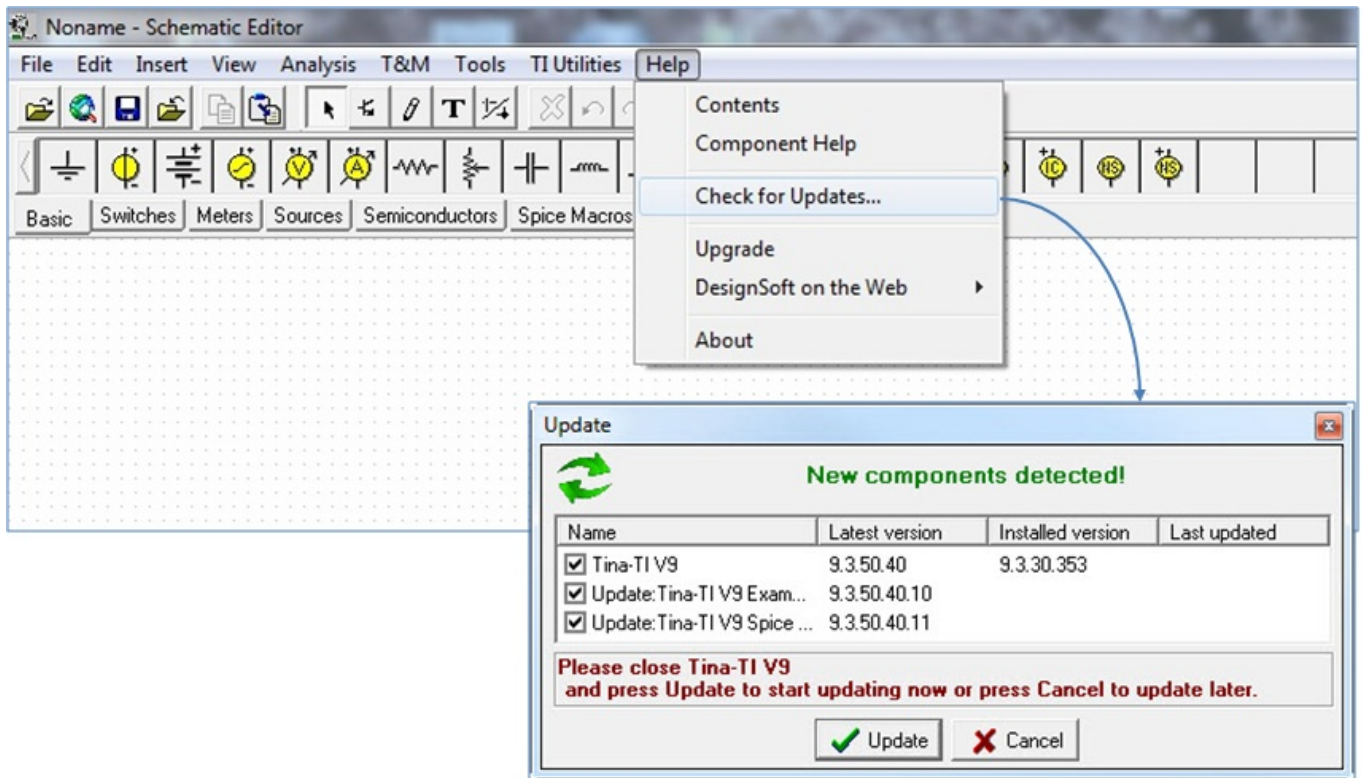 Noname - Schematic Editor
File Edit Insert View Analysis T&M Tools TI Utilities Help
T
Contents
Component Help
Check for Updates...
Upgrade
DesignSoft on the Web
About
V A IC NS NS
Basic Switches Meters Sources Semiconductors Spice Macros
Update
New components detected!
Name Latest version Installed version Last updated
Tina-TI V9 9.3.50.40 9.3.30.353
Update:Tina-TI V9 Exam... 9.3.50.40.10
Update:Tina-TI V9 Spice ... 9.3.50.40.11
Please close Tina-TI V9
and press Update to start updating now or press Cancel to update later.
Update Cancel